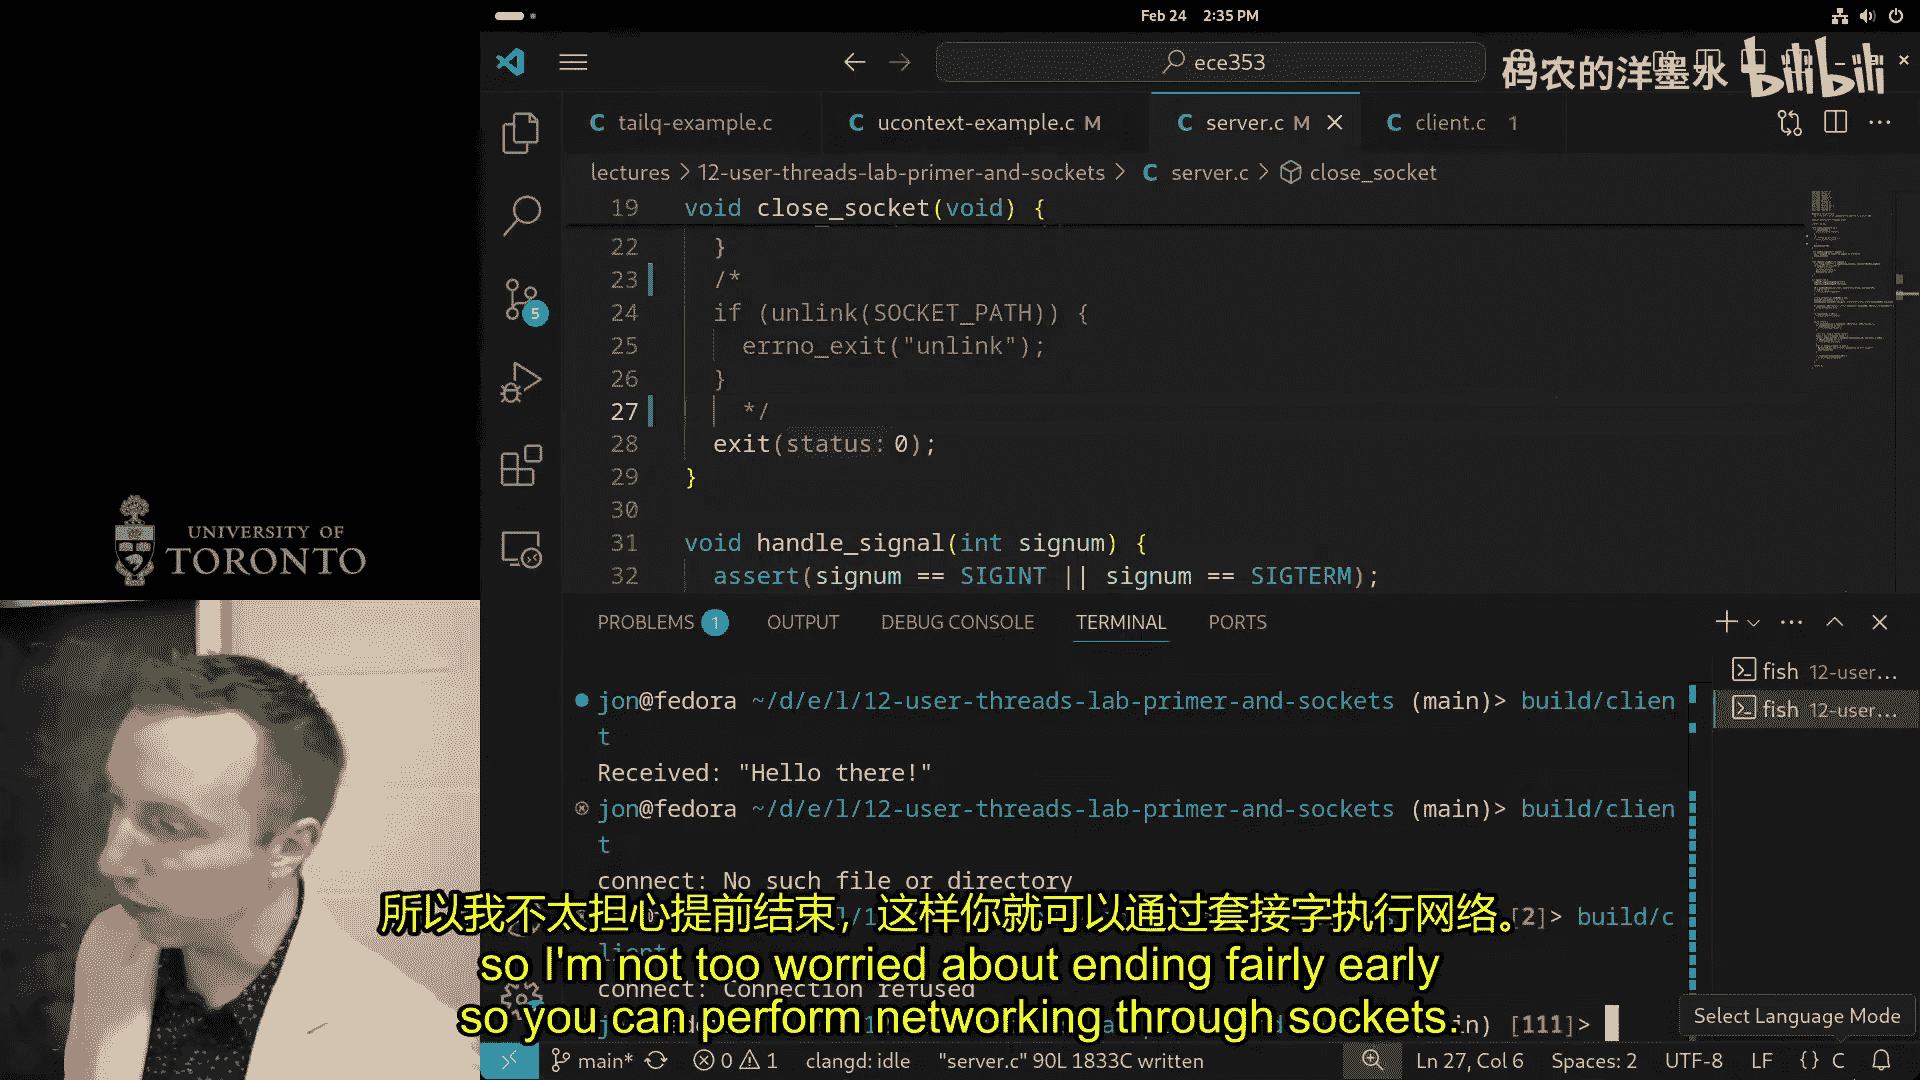 Feb 24 2:35 PM
ece353
码农的洋墨水 bilibili
C tailq-example.c
C ucontext-example.c M
C server.c M
C client.c 1
lectures > 12-user-threads-lab-primer-and-sockets > C server.c > close_socket
19 void close_socket(void) {
22 }
23 /*
24 if (unlink(SOCKET_PATH)) {
25 errno_exit("unlink");
26 }
27 */
28 exit(status: 0);
29 }
30
31 void handle_signal(int signum) {
32 assert(signum == SIGINT || signum == SIGTERM);
5
UNIVERSITY OF
TORONTO
PROBLEMS 1 OUTPUT DEBUG CONSOLE TERMINAL PORTS
fish 12-user...
fish 12-user...
jon@fedora ~/d/e/l/12-user-threads-lab-primer-and-sockets (main)> build/clien
t
Received: "Hello there!"
jon@fedora ~/d/e/l/12-user-threads-lab-primer-and-sockets (main)> build/clien
t
connect: No such file or directory
[2]> build/c
lient
connect: Connection refused
[111]>
所以我不太担心提前结束，这样你就可以通过套接字执行网络。
so I'm not too worried about ending fairly early
so you can perform networking through sockets.
Select Language Mode
main* 0 1 clangd: idle "server.c" 90L 1833C written Ln 27, Col 6 Spaces: 2 UTF-8 LF {} C